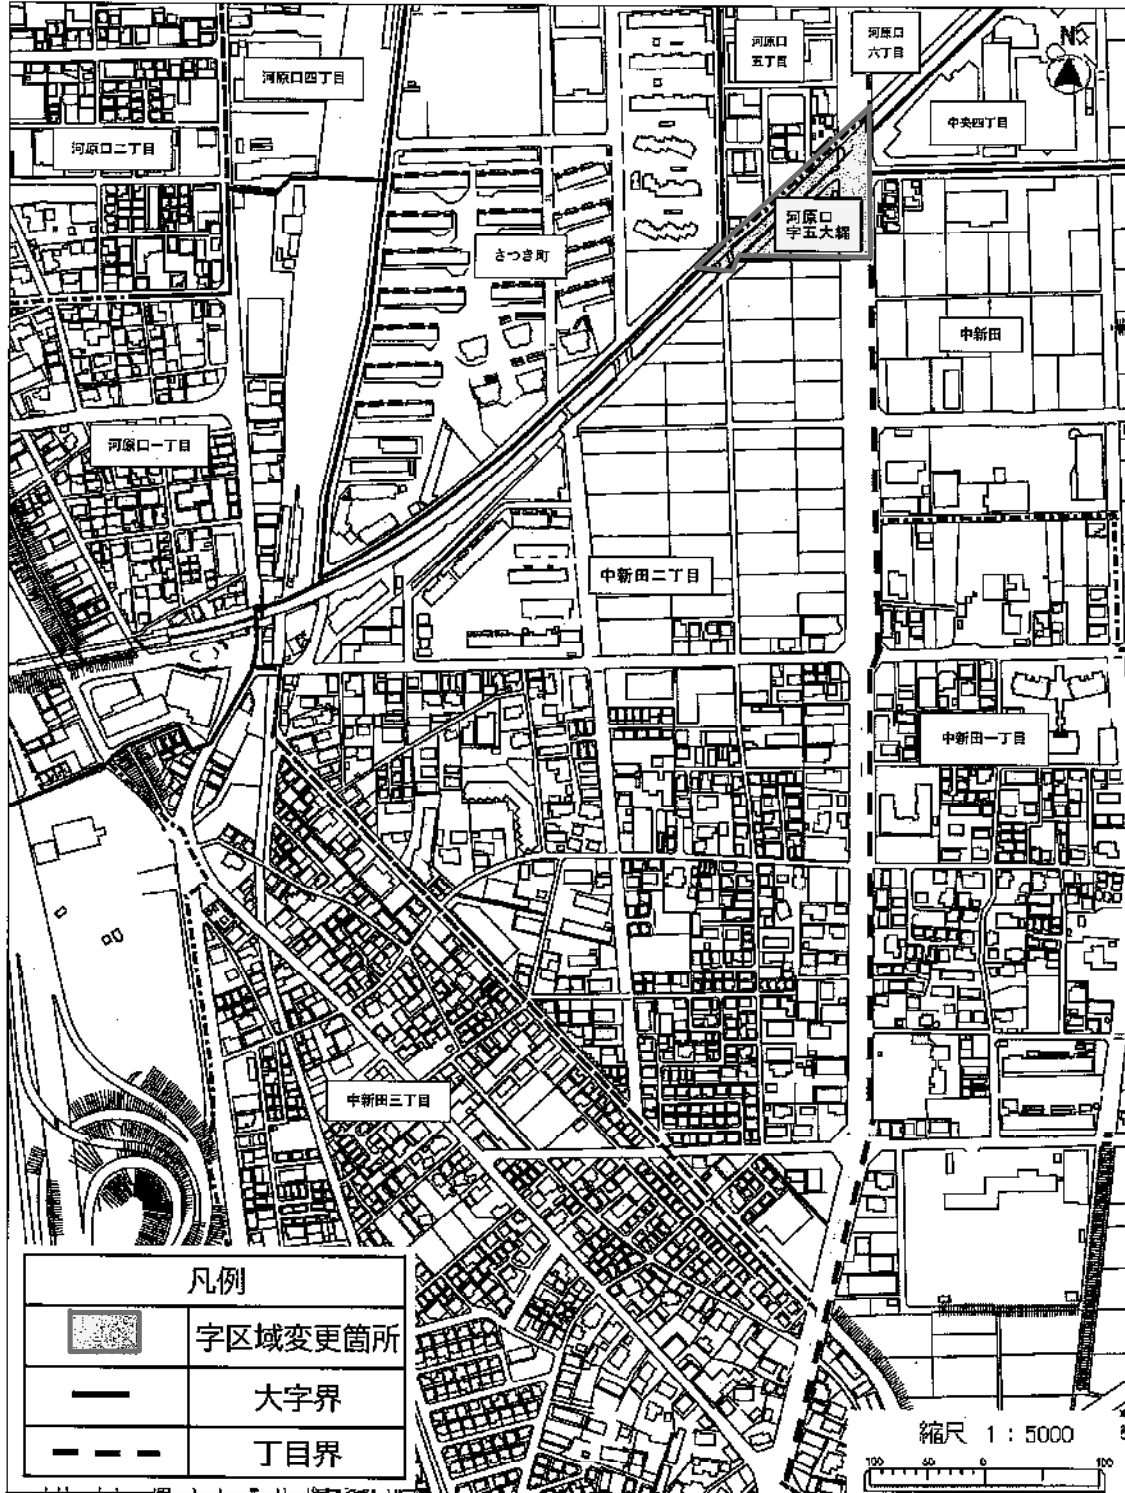 河原口
五丁目
河原口
六丁目
N
河原口四丁目
中央四丁目
河原口二丁目
河原口
字五大縄
さつき町
中新田
河原口一丁目
中新田二丁目
中新田一丁目
中新田三丁目
凡例
字区域変更箇所
大字界
丁目界
縮尺 1:5000
100 50 0 100